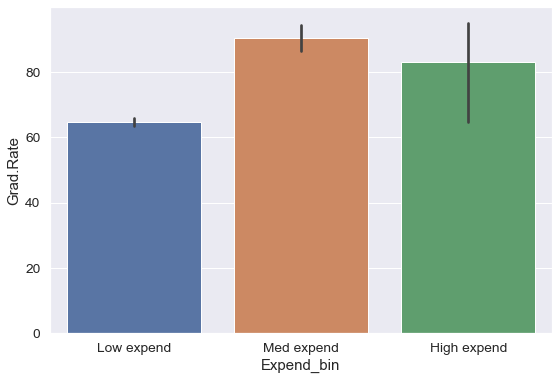 Grad.Rate
80
60
40
20
0
Low expend
Med expend
High expend
Expend_bin